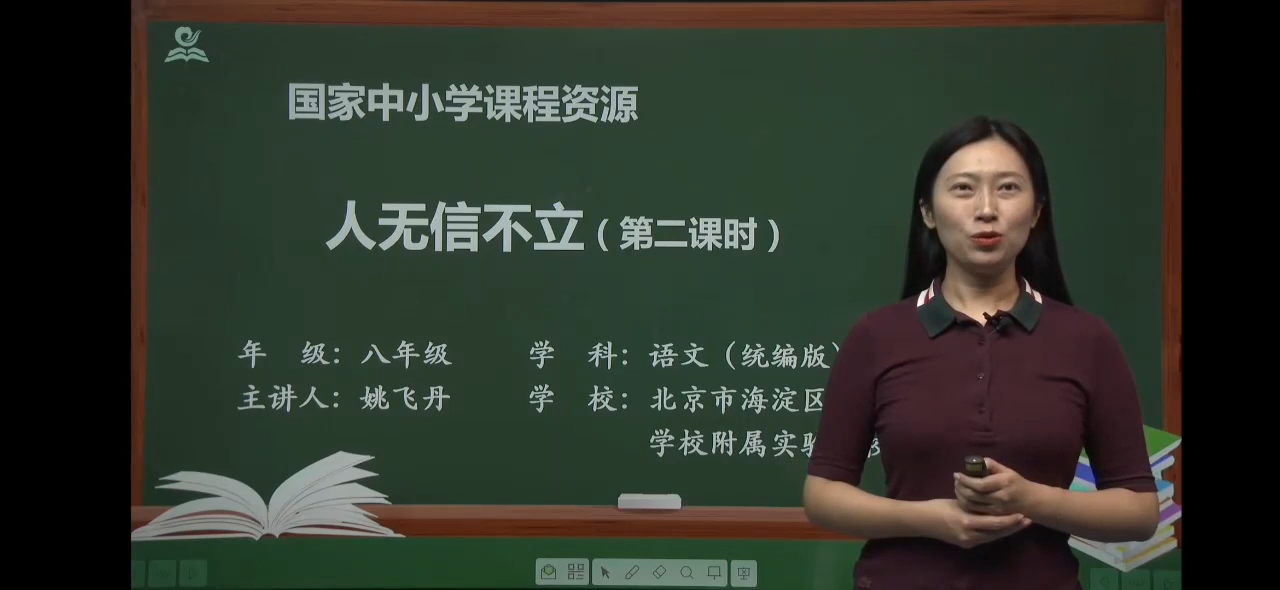 国家中小学课程资源
人无信不立（第二课时）
年 级：八年级 学 科：语文（统编版）
主讲人：姚飞丹 学 校：北京市海淀区
学校附属实验